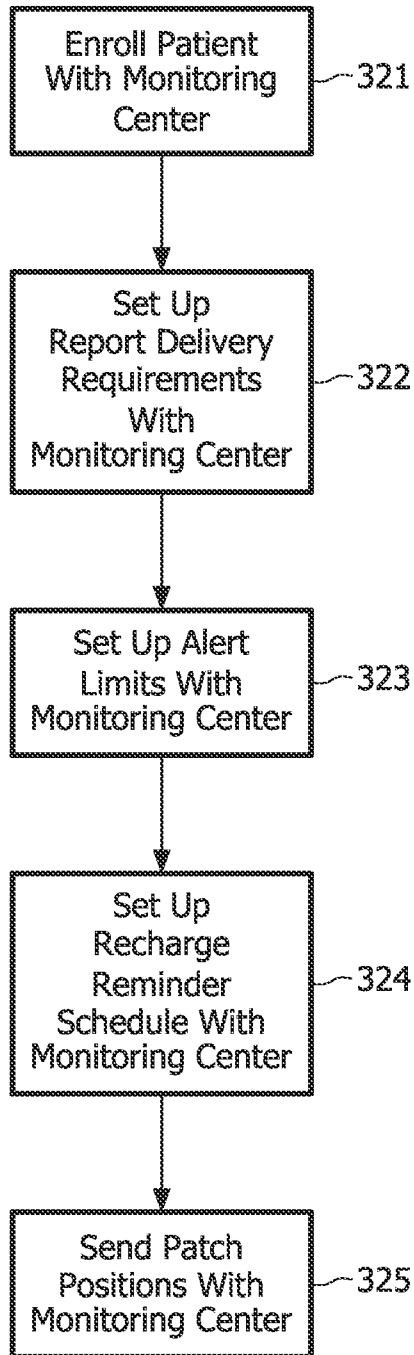 Enroll Patient
With Monitoring
Center
321
Set Up
Report Delivery
Requirements
With
Monitoring Center
322
Set Up Alert
Limits With
Monitoring Center
323
Set Up
Recharge
Reminder
Schedule With
Monitoring Center
324
Send Patch
Positions With
Monitoring Center
325